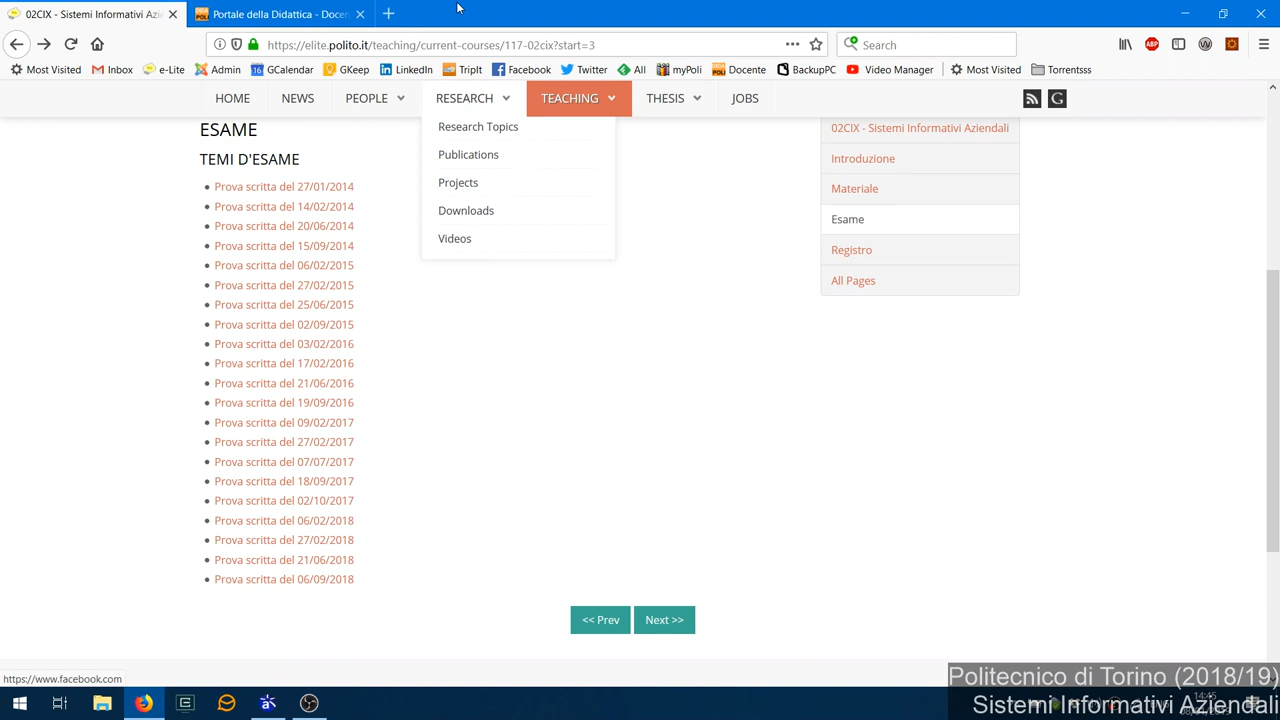 02CIX - Sistemi Informativi Azie
Portale della Didattica - Docen
https://elite.polito.it/teaching/current-courses/117-02cix?start=3
Search
Most Visited
Inbox
e-Lite
Admin
GCalendar
GKeep
LinkedIn
TripIt
Facebook
Twitter
All
myPoli
Docente
BackupPC
Video Manager
Most Visited
Torrentsss
HOME
NEWS
PEOPLE
RESEARCH
TEACHING
THESIS
JOBS
Research Topics
Publications
Projects
Downloads
Videos
ESAME
TEMI D'ESAME
Prova scritta del 27/01/2014
Prova scritta del 14/02/2014
Prova scritta del 20/06/2014
Prova scritta del 15/09/2014
Prova scritta del 06/02/2015
Prova scritta del 27/02/2015
Prova scritta del 25/06/2015
Prova scritta del 02/09/2015
Prova scritta del 03/02/2016
Prova scritta del 17/02/2016
Prova scritta del 21/06/2016
Prova scritta del 19/09/2016
Prova scritta del 09/02/2017
Prova scritta del 27/02/2017
Prova scritta del 07/07/2017
Prova scritta del 18/09/2017
Prova scritta del 02/10/2017
Prova scritta del 06/02/2018
Prova scritta del 27/02/2018
Prova scritta del 21/06/2018
Prova scritta del 06/09/2018
02CIX - Sistemi Informativi Aziendali
Introduzione
Materiale
Esame
Registro
All Pages
<< Prev
Next >>
https://www.facebook.com
Politecnico di Torino (2018/19)
14:45
Sistemi Informativi Aziendali